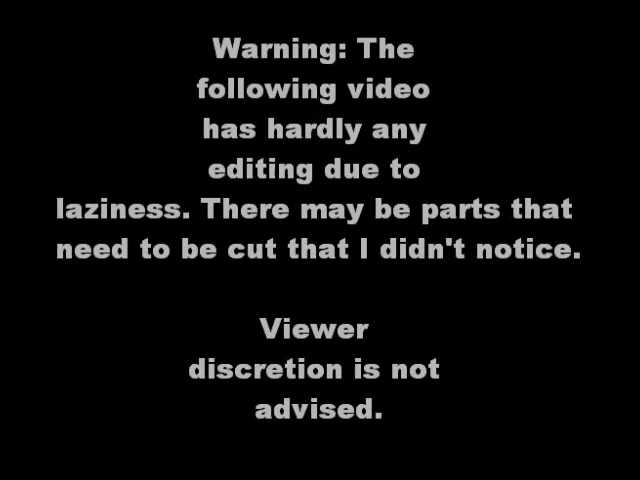 Warning: The
following video
has hardly any
editing due to
laziness. There may be parts that
need to be cut that I didn't notice.
Viewer
discretion is not
advised.